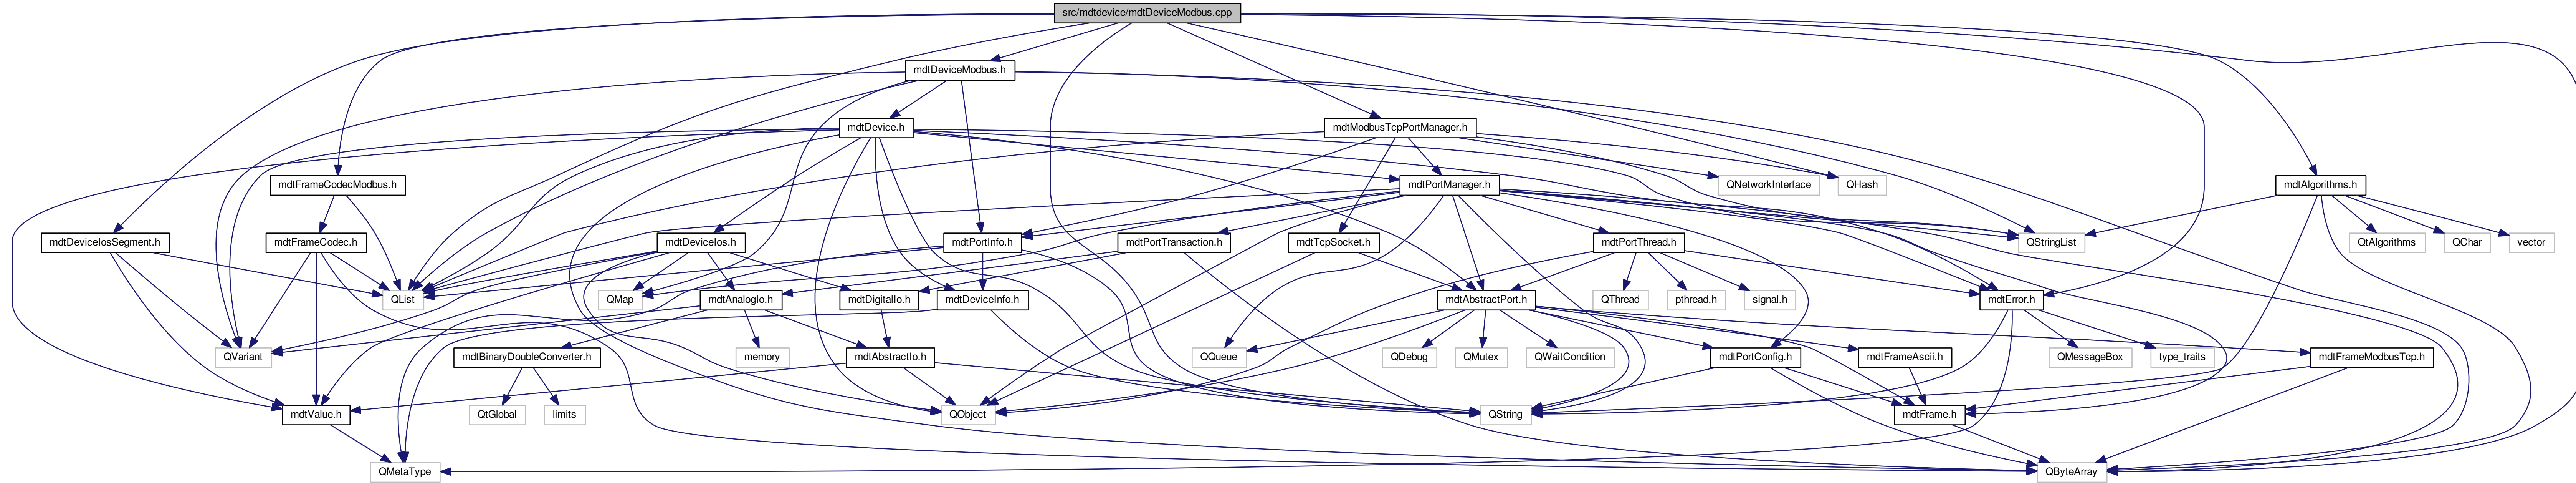 src/mdtdevice/mdtDeviceModbus.cpp
mdtDeviceModbus.h
mdtDevice.h
mdtModbusTcpPortManager.h
mdtFrameCodecModbus.h
mdtPortManager.h
QNetworkInterface
QHash
mdtAlgorithms.h
mdtDeviceIosSegment.h
mdtFrameCodec.h
mdtDeviceIos.h
mdtPortInfo.h
mdtPortTransaction.h
mdtTcpSocket.h
mdtPortThread.h
QStringList
QtAlgorithms
QChar
vector
QList
QMap
mdtAnalogIo.h
mdtDigitalIo.h
mdtDeviceInfo.h
mdtAbstractPort.h
QThread
pthread.h
signal.h
mdtError.h
QVariant
mdtBinaryDoubleConverter.h
memory
mdtAbstractIo.h
QQueue
QDebug
QMutex
QWaitCondition
mdtPortConfig.h
mdtFrameAscii.h
QMessageBox
type_traits
mdtFrameModbusTcp.h
mdtValue.h
QtGlobal
limits
QObject
QString
mdtFrame.h
QMetaType
QByteArray